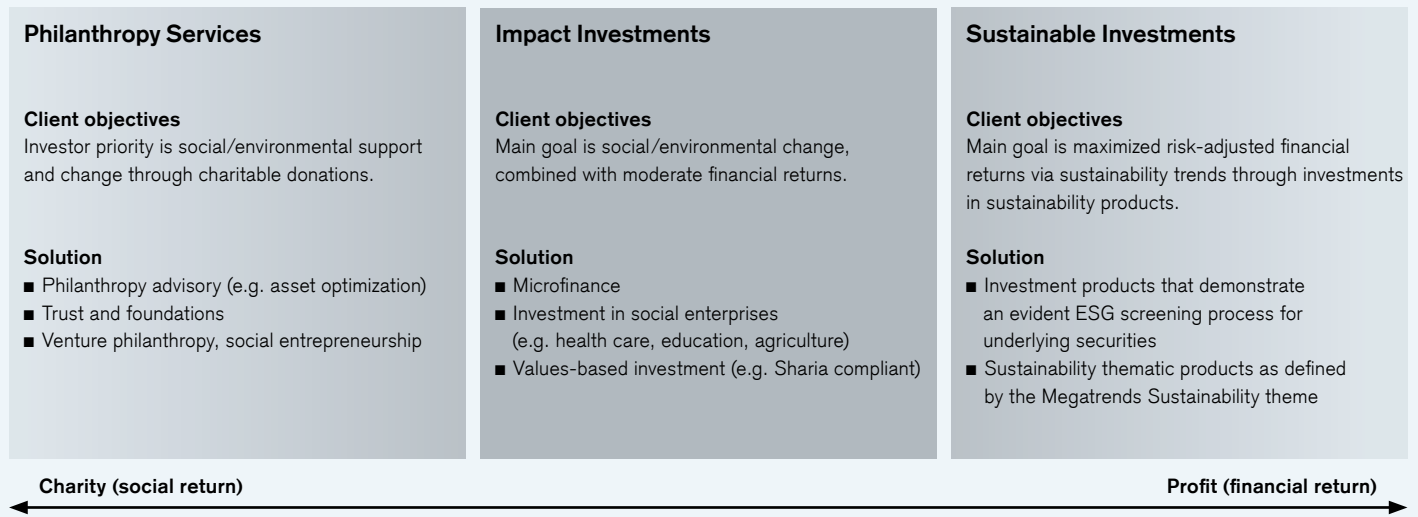 Philanthropy Services
Client objectives
Investor priority is social/environmental support
and change through charitable donations.
Solution
■ Philanthropy advisory (e.g. asset optimization)
■ Trust and foundations
■ Venture philanthropy, social entrepreneurship
Impact Investments
Client objectives
Main goal is social/environmental change,
combined with moderate financial returns.
Solution
■ Microfinance
■ Investment in social enterprises
(e.g. health care, education, agriculture)
■ Values-based investment (e.g. Sharia compliant)
Sustainable Investments
Client objectives
Main goal is maximized risk-adjusted financial
returns via sustainability trends through investments
in sustainability products.
Solution
■ Investment products that demonstrate
an evident ESG screening process for
underlying securities
■ Sustainability thematic products as defined
by the Megatrends Sustainability theme
Charity (social return)
Profit (financial return)